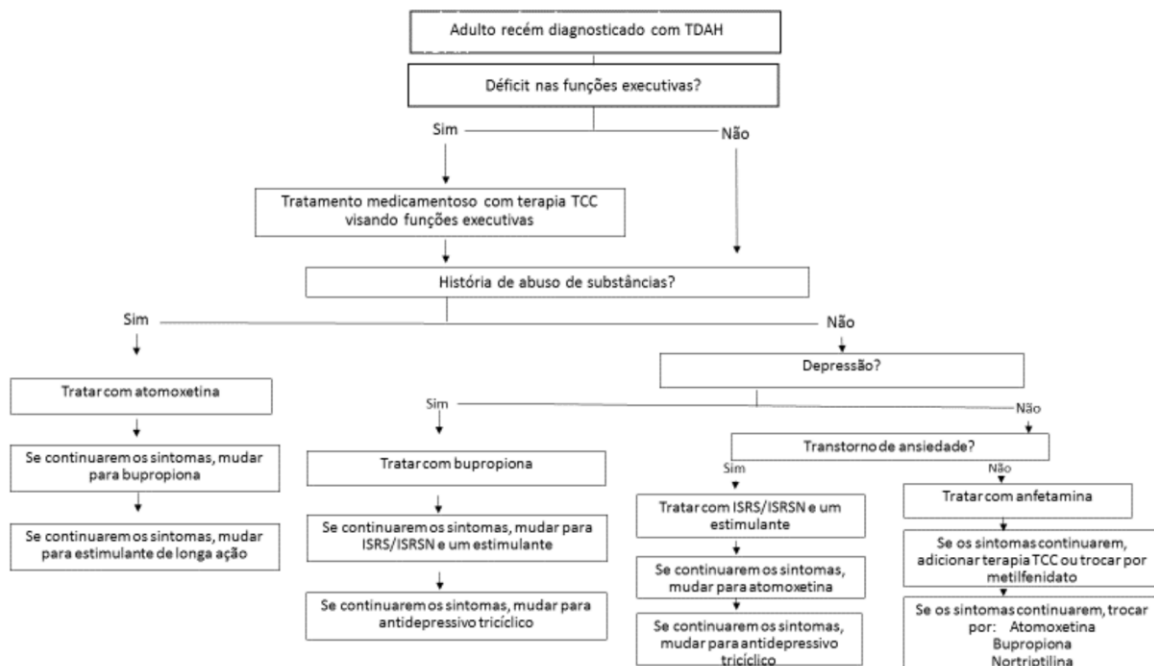 Adulto recém diagnosticado com TDAH
Déficit nas funções executivas?
Sim
Não
Tratamento medicamentoso com terapia TCC
visando funções executivas
História de abuso de substâncias?
Sim
Não
Tratar com atomoxetina
Se continuarem os sintomas, mudar
para bupropiona
Se continuarem os sintomas, mudar
para estimulante de longa ação
Depressão?
Sim
Não
Tratar com bupropiona
Se continuarem os sintomas, mudar para
ISRS/ISRSN e um estimulante
Se continuarem os sintomas, mudar para
antidepressivo tricíclico
Transtorno de ansiedade?
Sim
Não
Tratar com ISRS/ISRSN e um
estimulante
Se continuarem os sintomas,
mudar para atomoxetina
Se continuarem os sintomas,
mudar para antidepressivo
tricíclico
Tratar com anfetamina
Se os sintomas continuarem,
adicionar terapia TCC ou trocar por
metilfenidato
Se os sintomas continuarem, trocar
por: Atomoxetina
Bupropiona
Nortriptilina